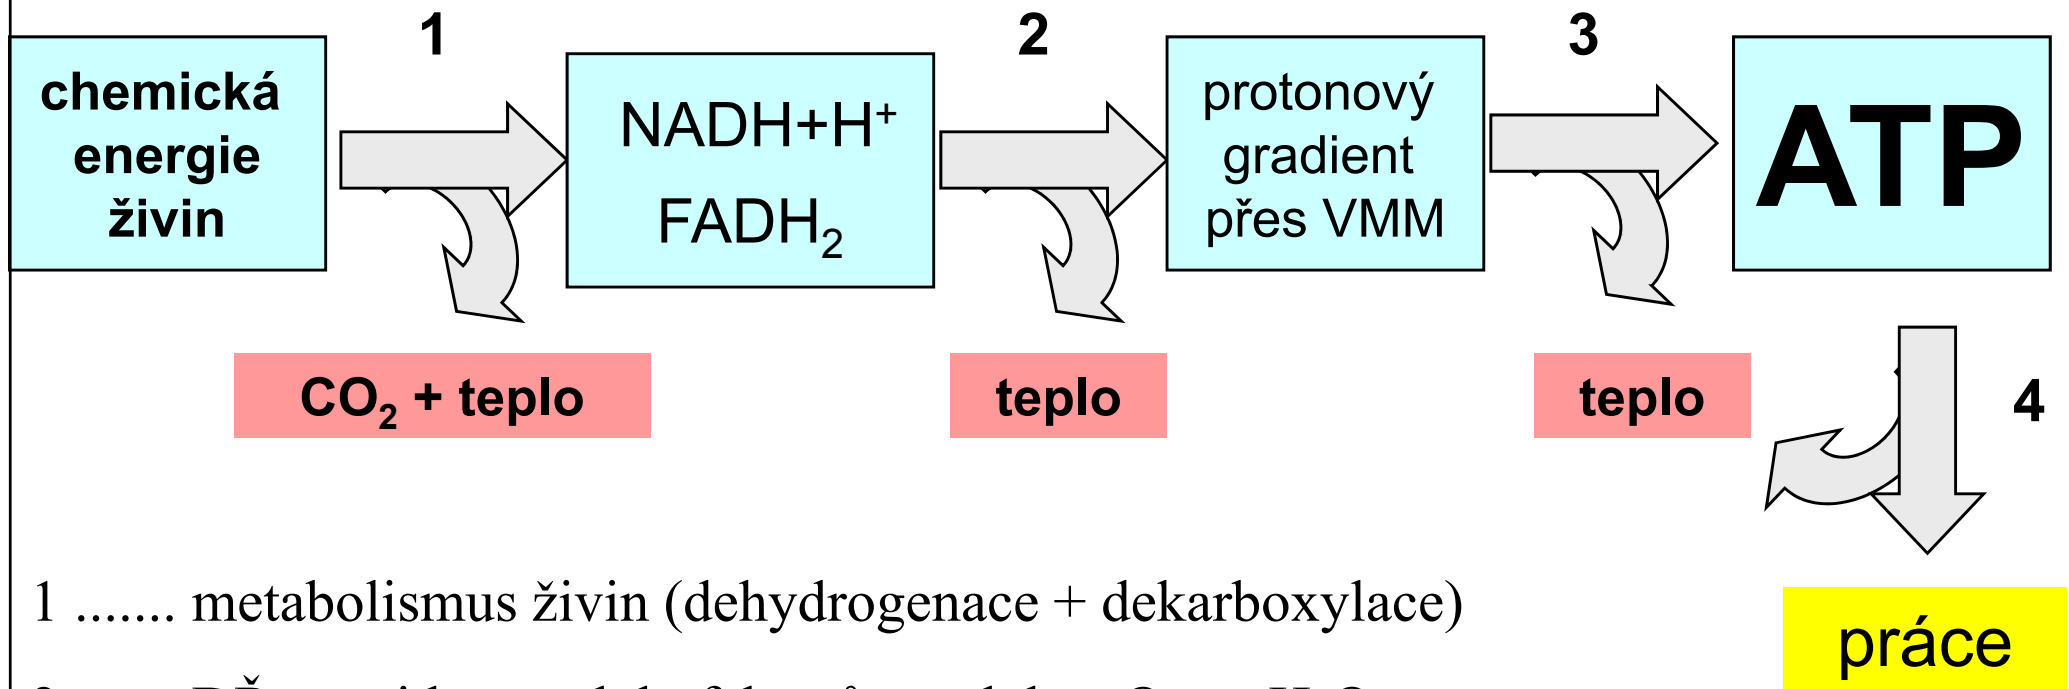 1
2
3
chemická
energie
živin
NADH+H⁺
FADH₂
protonový
gradient
přes VMM
ATP
CO₂ + teplo
teplo
teplo
4
1 ....... metabolismus živin (dehydrogenace + dekarboxylace)
práce